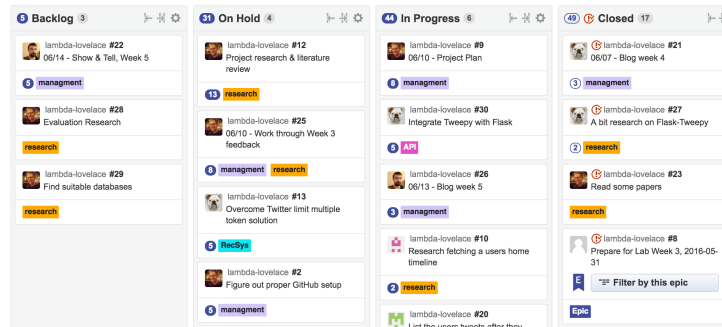 5 Backlog 3
lambda-lovelace #22
06/14 - Show & Tell, Week 5
5 managment
lambda-lovelace #28
Evaluation Research
research
lambda-lovelace #29
Find suitable databases
research
31 On Hold 4
lambda-lovelace #12
Project research & literature
review
13 research
lambda-lovelace #25
06/10 - Work through Week 3
feedback
8 managment research
lambda-lovelace #13
Overcome Twitter limit multiple
token solution
5 RecSys
lambda-lovelace #2
Figure out proper GitHub setup
5 managment
44 In Progress 6
lambda-lovelace #9
06/10 - Project Plan
8 managment
lambda-lovelace #30
Integrate Tweepy with Flask
5 API
lambda-lovelace #26
06/13 - Blog week 5
3 managment
lambda-lovelace #10
Research fetching a users home
timeline
2 research
lambda-lovelace #20
List the users tweets after they
49 Closed 17
lambda-lovelace #21
06/07 - Blog week 4
3 managment
lambda-lovelace #27
A bit research on Flask-Tweepy
2 research
lambda-lovelace #23
Read some papers
research
lambda-lovelace #8
Prepare for Lab Week 3, 2016-05-
31
E Filter by this epic
Epic